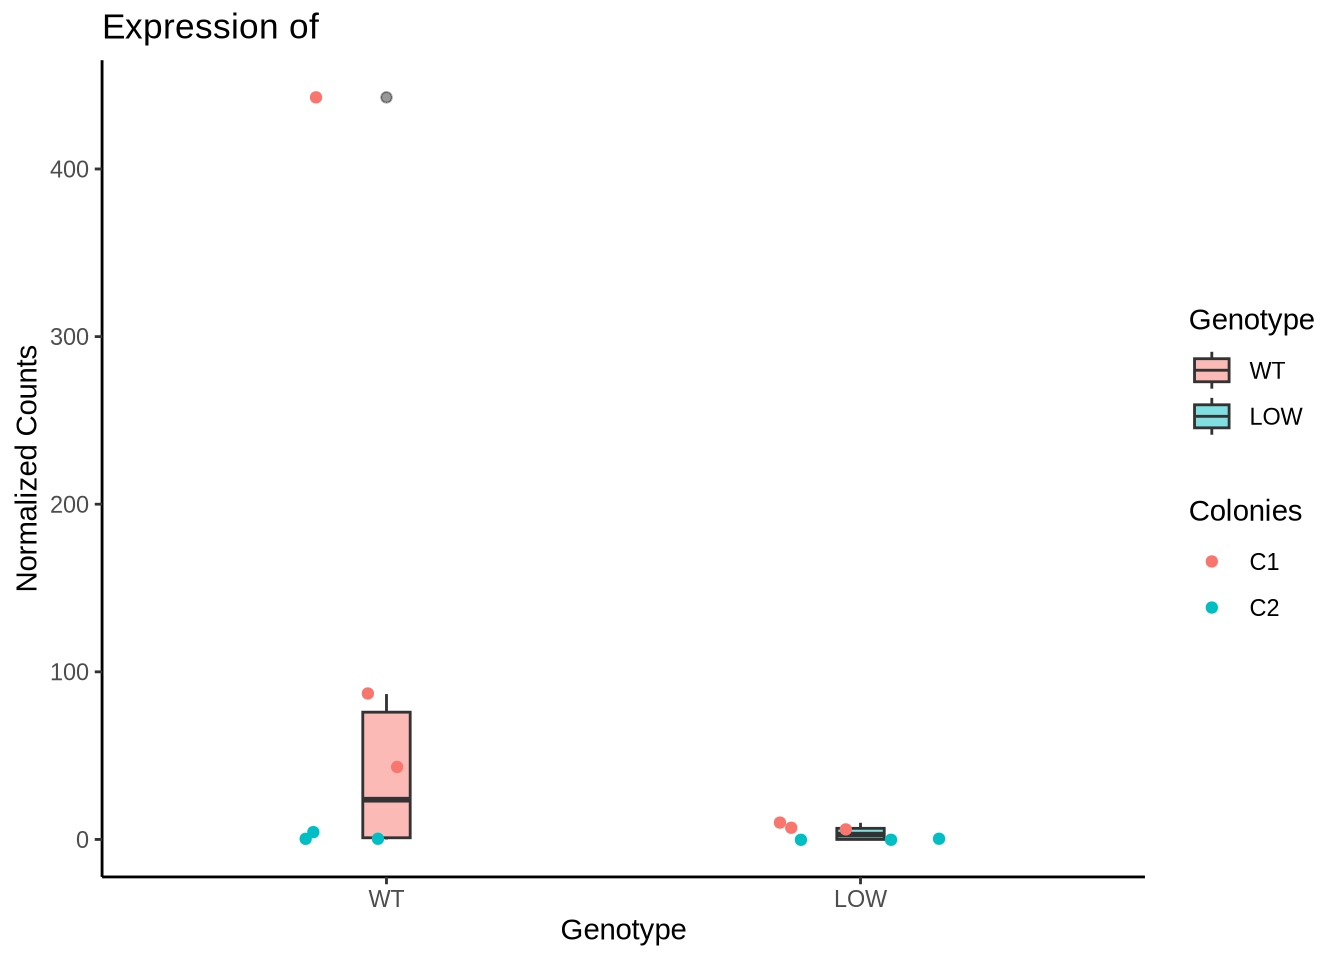 Expression of
Normalized Counts
400
300
200
100
0
WT
LOW
Genotype
Genotype
WT
LOW
Colonies
C1
C2